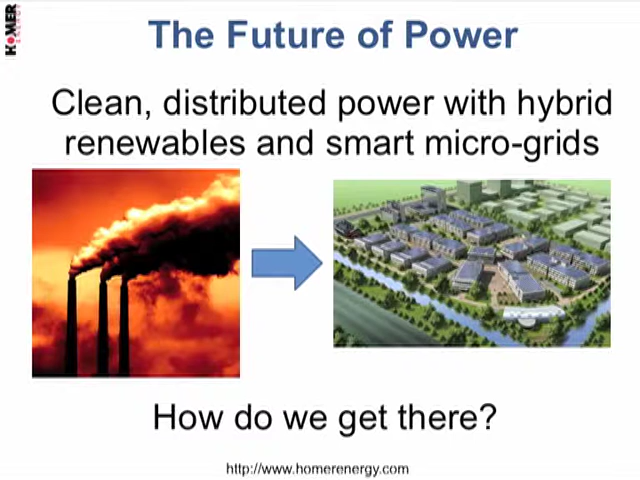 HOMER
ENERGY
The Future of Power
Clean, distributed power with hybrid
renewables and smart micro-grids
How do we get there?
http://www.homerenergy.com